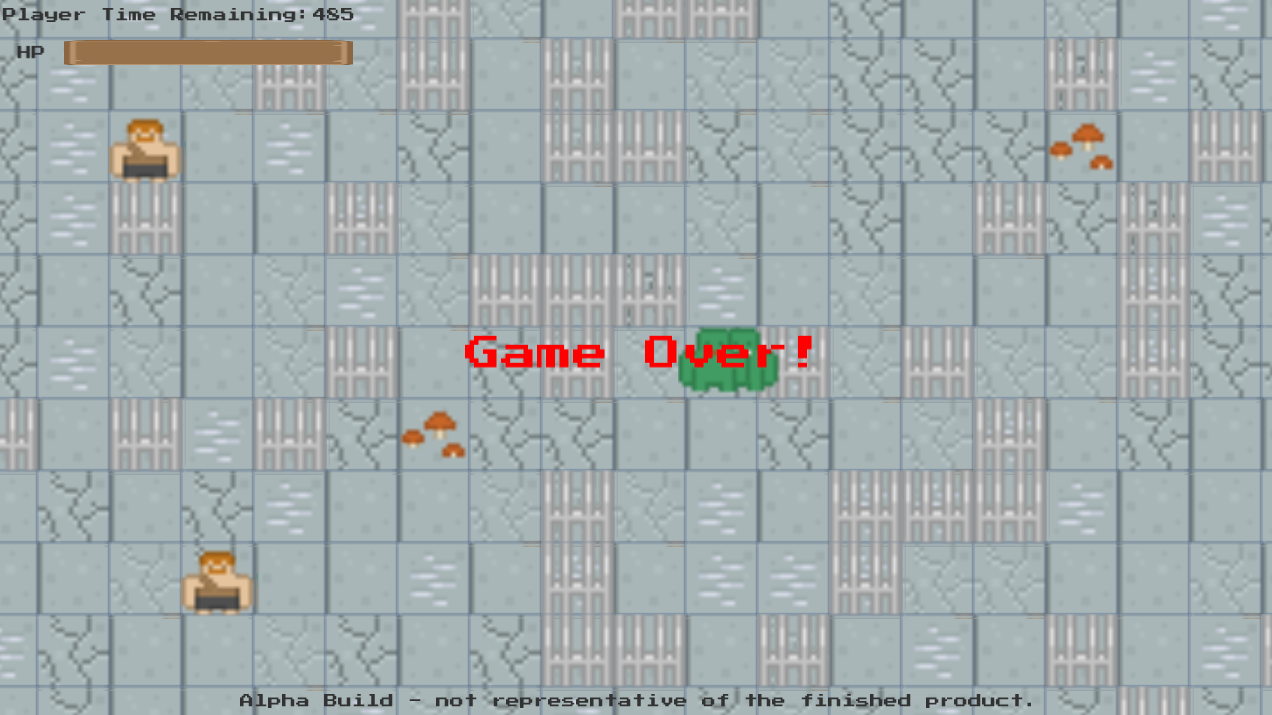 Player Time Remaining: 485
HP
Game Over!
Alpha Build - not representative of the finished product.